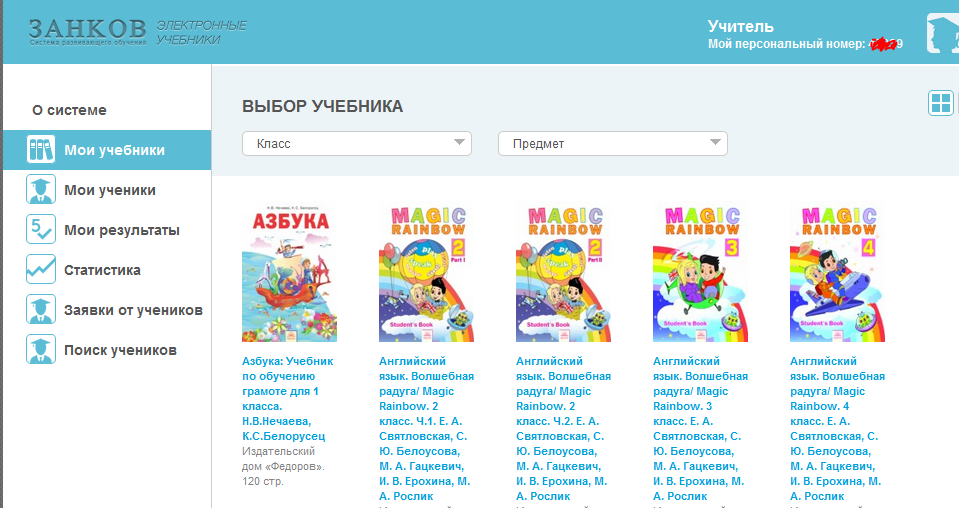 ЗАНКОВ
Система развивающего обучения
ЭЛЕКТРОННЫЕ
УЧЕБНИКИ
Учитель
Мой персональный номер: 9
О системе
Мои учебники
Мои ученики
5
Мои результаты
Статистика
Заявки от учеников
Поиск учеников
ВЫБОР УЧЕБНИКА
Класс
Предмет
АЗБУКА
Азбука: Учебник
по обучению
грамоте для 1
класса.
Н.В.Нечаева,
К.С.Белорусец
Издательский
дом «Федоров».
120 стр.
MAGIC
RAINBOW
2
Part I
Student's Book
Английский
язык. Волшебная
радуга/ Magic
Rainbow. 2
класс. Ч.1. Е. А.
Святловская, С.
Ю. Белоусова,
М. А. Гацкевич,
И. В. Ерохина, М.
А. Рослик
MAGIC
RAINBOW
2
Part II
Student's Book
Английский
язык. Волшебная
радуга/ Magic
Rainbow. 2
класс. Ч.2. Е. А.
Святловская, С.
Ю. Белоусова,
М. А. Гацкевич,
И. В. Ерохина, М.
А. Рослик
MAGIC
RAINBOW
3
Student's Book
Английский
язык. Волшебная
радуга/ Magic
Rainbow. 3
класс. Е. А.
Святловская, С.
Ю. Белоусова,
М. А. Гацкевич,
И. В. Ерохина, М.
А. Рослик
MAGIC
RAINBOW
4
Student's Book
Английский
язык. Волшебная
радуга/ Magic
Rainbow. 4
класс. Е. А.
Святловская, С.
Ю. Белоусова,
М. А. Гацкевич,
И. В. Ерохина, М.
А. Рослик